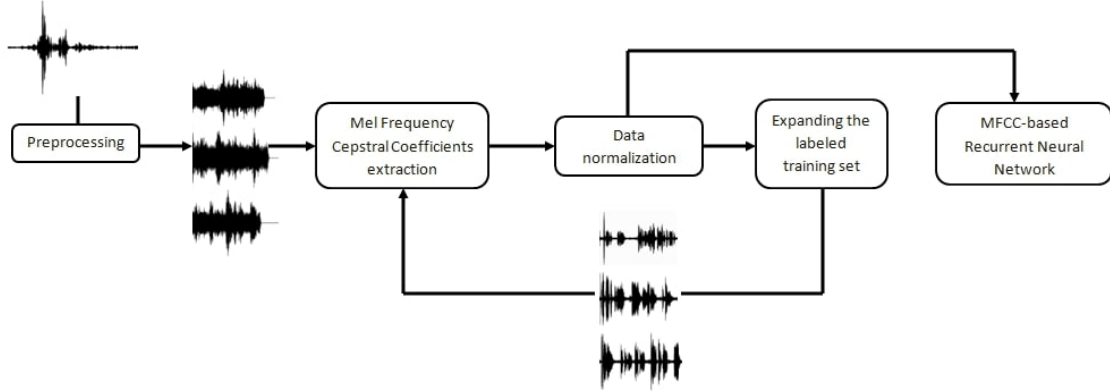 Preprocessing
Mel Frequency
Cepstral Coefficients
extraction
Data
normalization
Expanding the
labeled
training set
MFCC-based
Recurrent Neural
Network